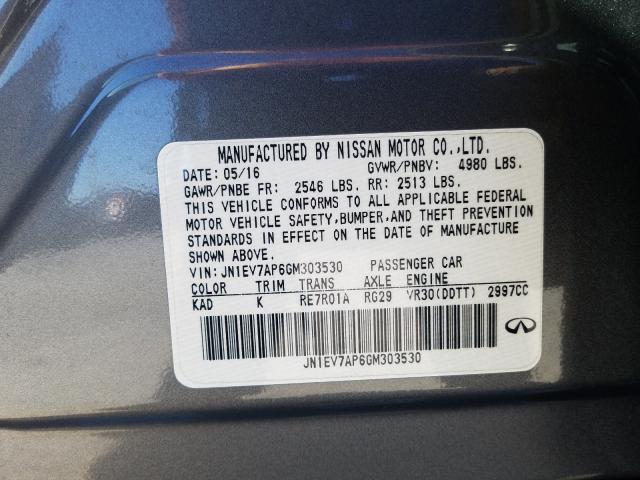 MANUFACTURED BY NISSAN MOTOR CO.,LTD.
DATE: 05/16 GVWR/PNBV: 4980 LBS.
GAWR/PNBE FR: 2546 LBS. RR: 2513 LBS.
THIS VEHICLE CONFORMS TO ALL APPLICABLE FEDERAL
MOTOR VEHICLE SAFETY,BUMPER,AND THEFT PREVENTION
STANDARDS IN EFFECT ON THE DATE OF MANUFACTURE
SHOWN ABOVE.
VIN: JN1EV7AP6GM303530 PASSENGER CAR
COLOR TRIM TRANS AXLE ENGINE
KAD K RE7R01A RG29 VR30(DDTT) 2997CC
JN1EV7AP6GM303530